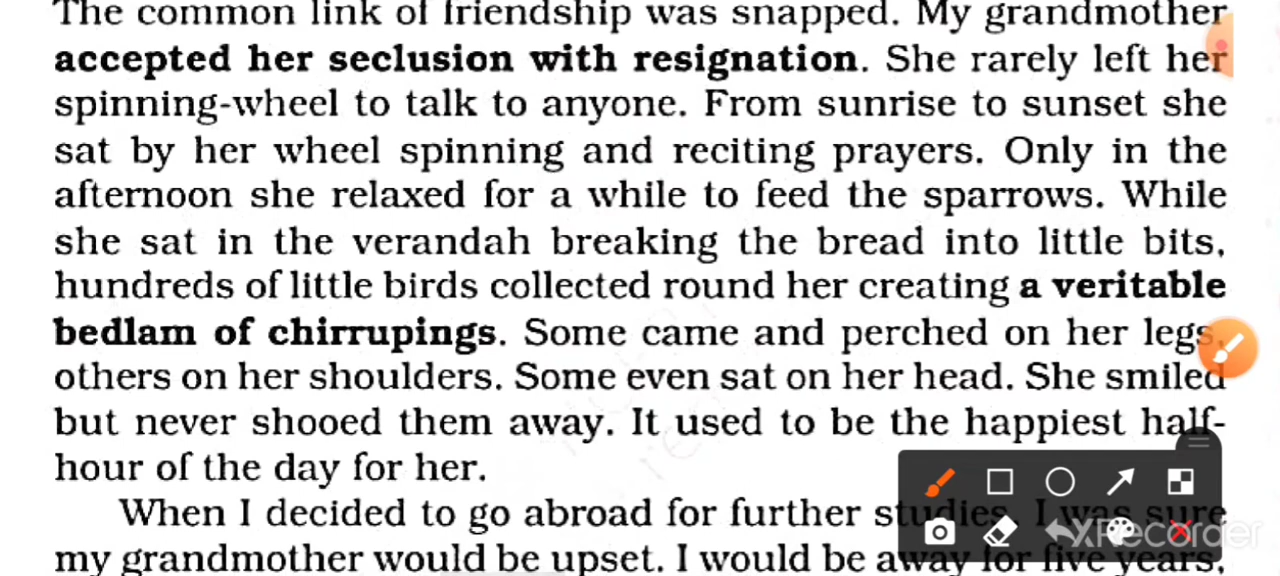 The common link of friendship was snapped. My grandmother
accepted her seclusion with resignation. She rarely left her
spinning-wheel to talk to anyone. From sunrise to sunset she
sat by her wheel spinning and reciting prayers. Only in the
afternoon she relaxed for a while to feed the sparrows. While
she sat in the verandah breaking the bread into little bits,
hundreds of little birds collected round her creating a veritable
bedlam of chirrupings. Some came and perched on her legs,
others on her shoulders. Some even sat on her head. She smiled
but never shooed them away. It used to be the happiest half-
hour of the day for her.
When I decided to go abroad for further studies, I was sure
my grandmother would be upset. I would be away for five years,
XRecorder